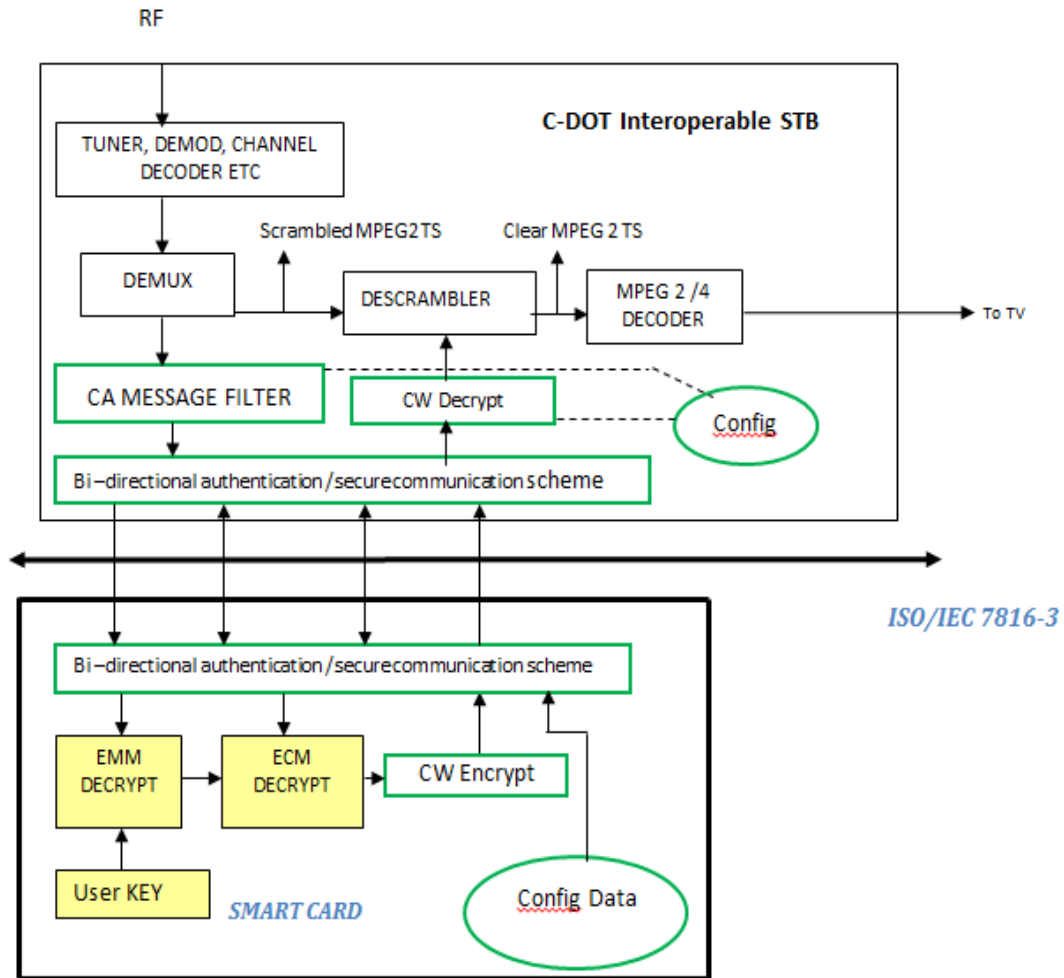 RF
C-DOT Interoperable STB
TUNER, DEMOD, CHANNEL
DECODER ETC
Scrambled MPEG2 TS
Clear MPEG 2 TS
DEMUX
DESCRAMBLER
MPEG 2 /4
DECODER
To TV
CA MESSAGE FILTER
CW Decrypt
Config
Bi –directional authentication /secure communication scheme
ISO/IEC 7816-3
Bi –directional authentication /secure communication scheme
EMM
DECRYPT
ECM
DECRYPT
CW Encrypt
User KEY
SMART CARD
Config Data